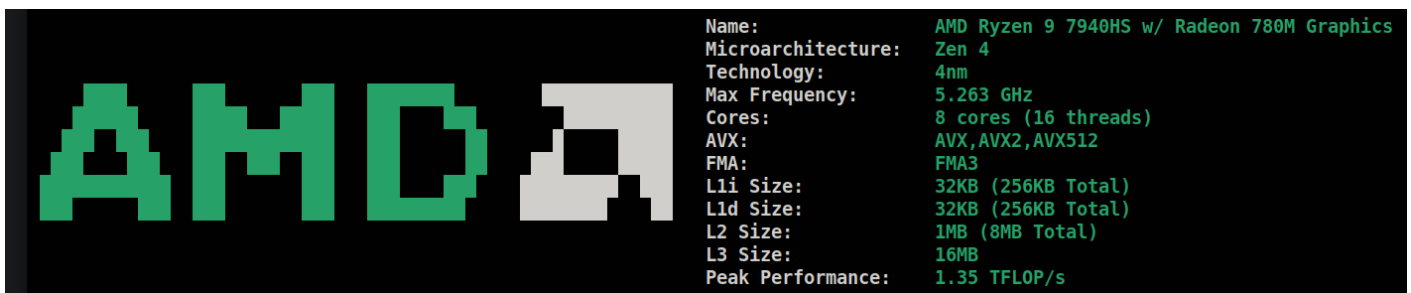 AMD
Name: AMD Ryzen 9 7940HS w/ Radeon 780M Graphics
Microarchitecture: Zen 4
Technology: 4nm
Max Frequency: 5.263 GHz
Cores: 8 cores (16 threads)
AVX: AVX,AVX2,AVX512
FMA: FMA3
L1i Size: 32KB (256KB Total)
L1d Size: 32KB (256KB Total)
L2 Size: 1MB (8MB Total)
L3 Size: 16MB
Peak Performance: 1.35 TFLOP/s